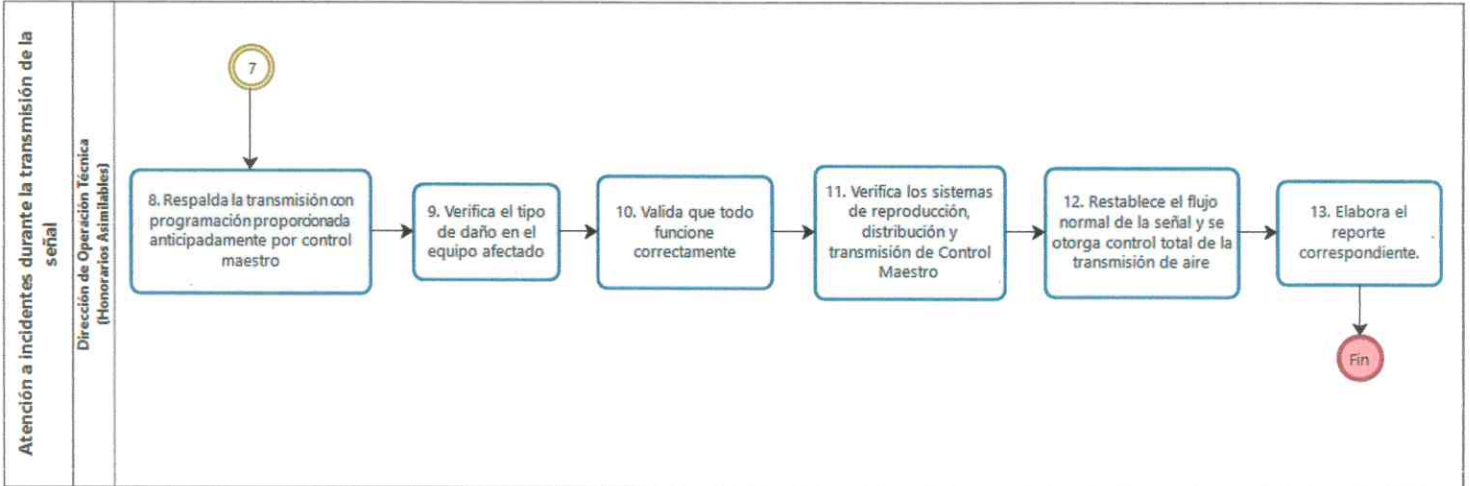 Atención a incidentes durante la transmisión de la
señal
Dirección de Operación Técnica
(Honorarios Asimilables)
7
8. Respalda la transmisión con
programación proporcionada
anticipadamente por control
maestro
9. Verifica el tipo
de daño en el
equipo afectado
10. Valida que todo
funcione
correctamente
11. Verifica los sistemas
de reproducción,
distribución y
transmisión de Control
Maestro
12. Restablece el flujo
normal de la señal y se
otorga control total de la
transmisión de aire
13. Elabora el
reporte
correspondiente.
Fin